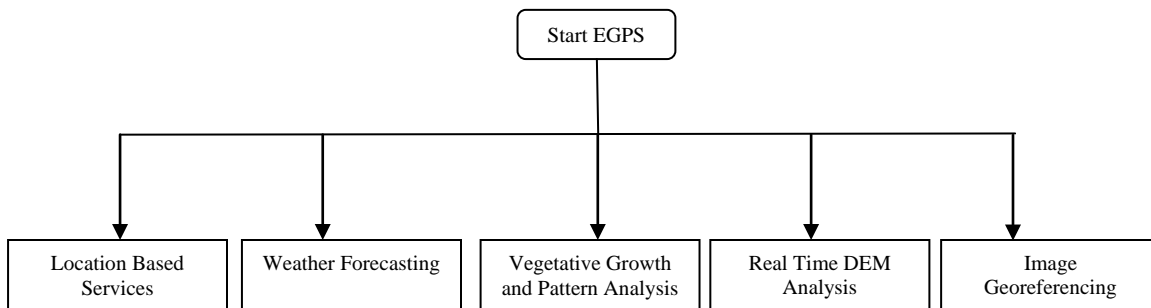 Start EGPS
Location Based
Services
Weather Forecasting
Vegetative Growth
and Pattern Analysis
Real Time DEM
Analysis
Image
Georeferencing